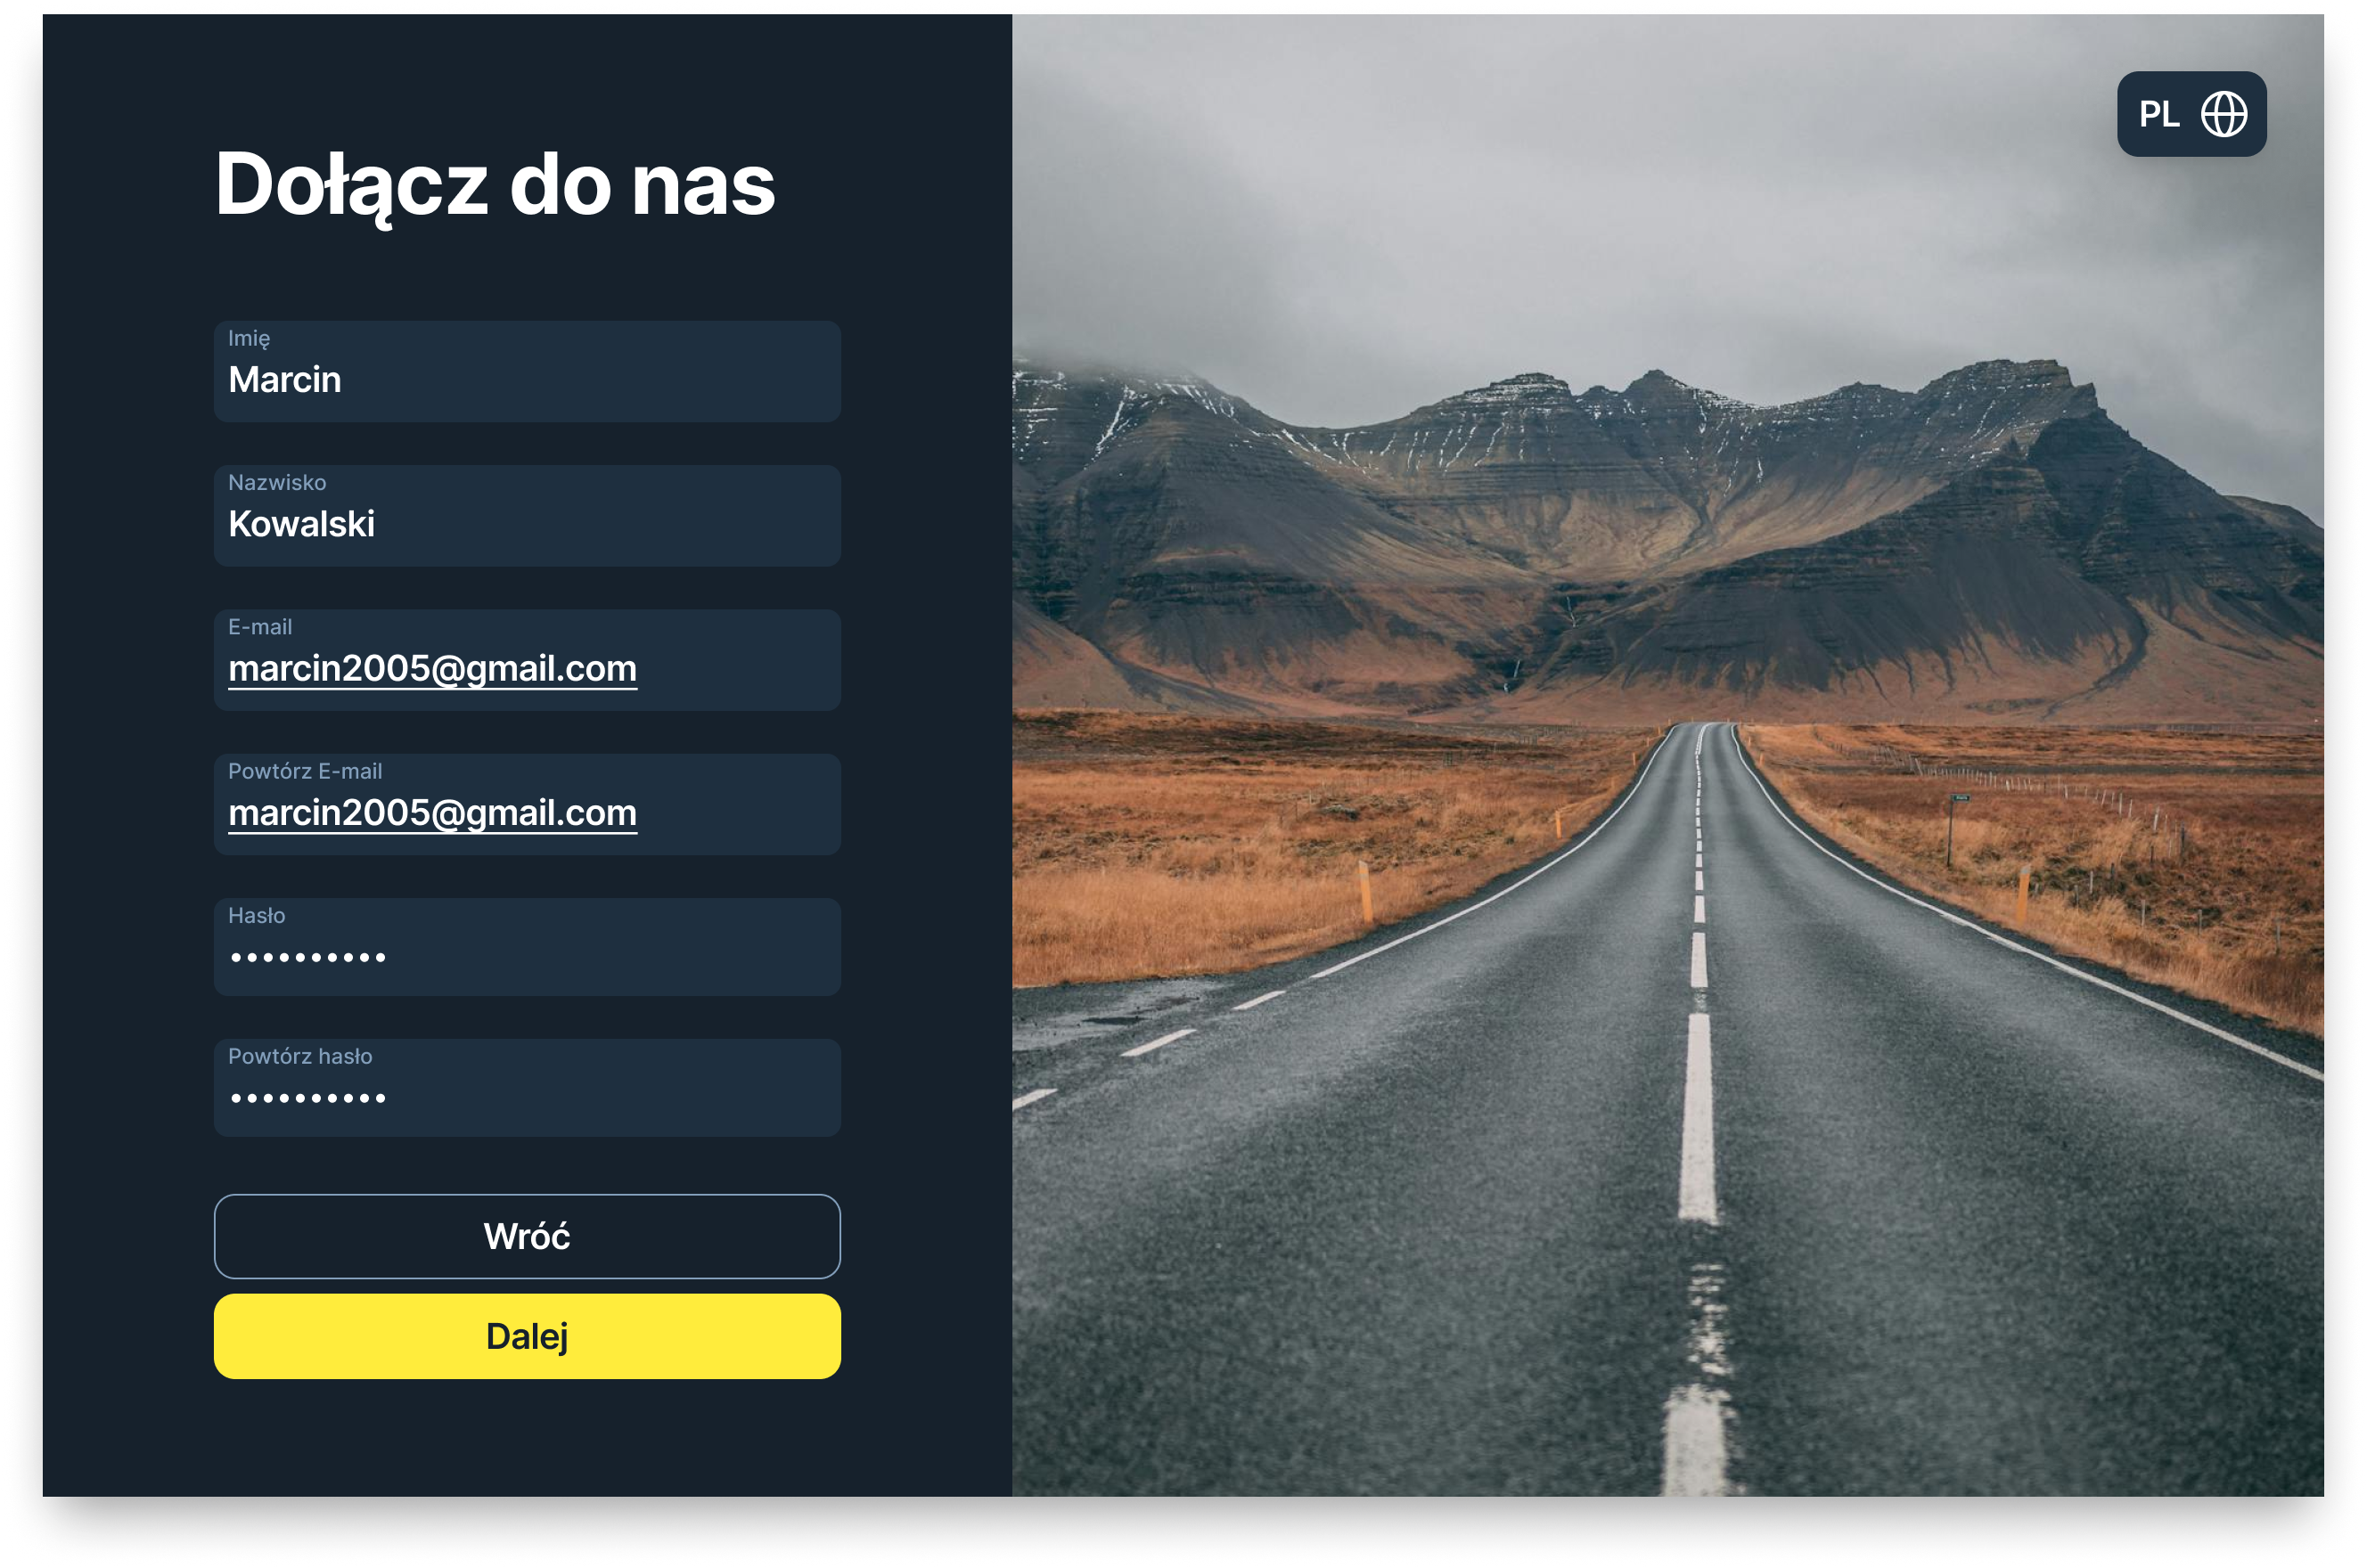 Dołącz do nas
PL
Imię
Marcin
Nazwisko
Kowalski
E-mail
marcin2005@gmail.com
Powtórz E-mail
marcin2005@gmail.com
Hasło
••••••••••
Powtórz hasło
••••••••••
Wróć
Dalej